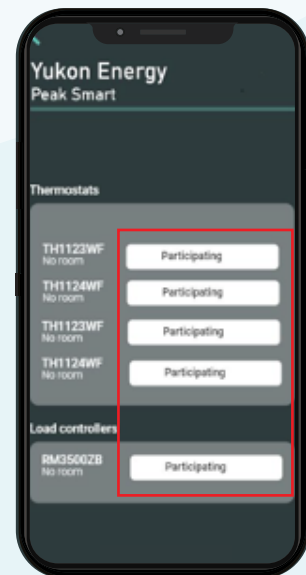 Yukon Energy
Peak Smart
Thermostats
TH1123WF
No room
Participating
TH1124WF
No room
Participating
TH1123WF
No room
Participating
TH1124WF
No room
Participating
Load controllers
RM3500ZB
No room
Participating